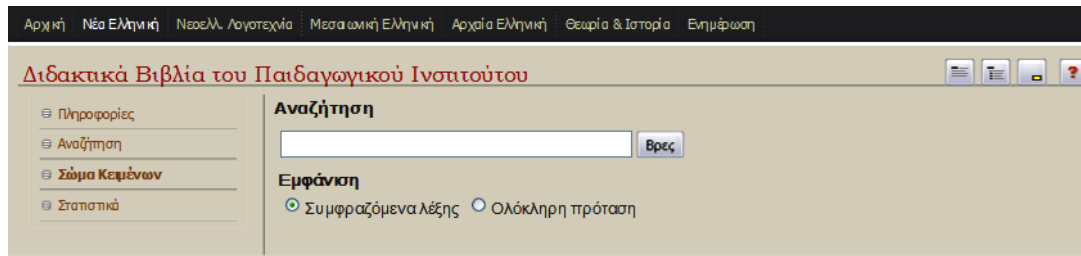 Αρχική Νέα Ελληνική Νεοελλ. Λογοτεχνία Μεσαιωνική Ελληνική Αρχαία Ελληνική Θεωρία & Ιστορία Ενημέρωση
Διδακτικά Βιβλία του Παιδαγωγικού Ινστιτούτου
Πληροφορίες
Αναζήτηση
Σώμα Κειμένων
Στατιστικά
Αναζήτηση
Βρες
Εμφάνιση
Συμφραζόμενα λέξης Ολόκληρη πρόταση